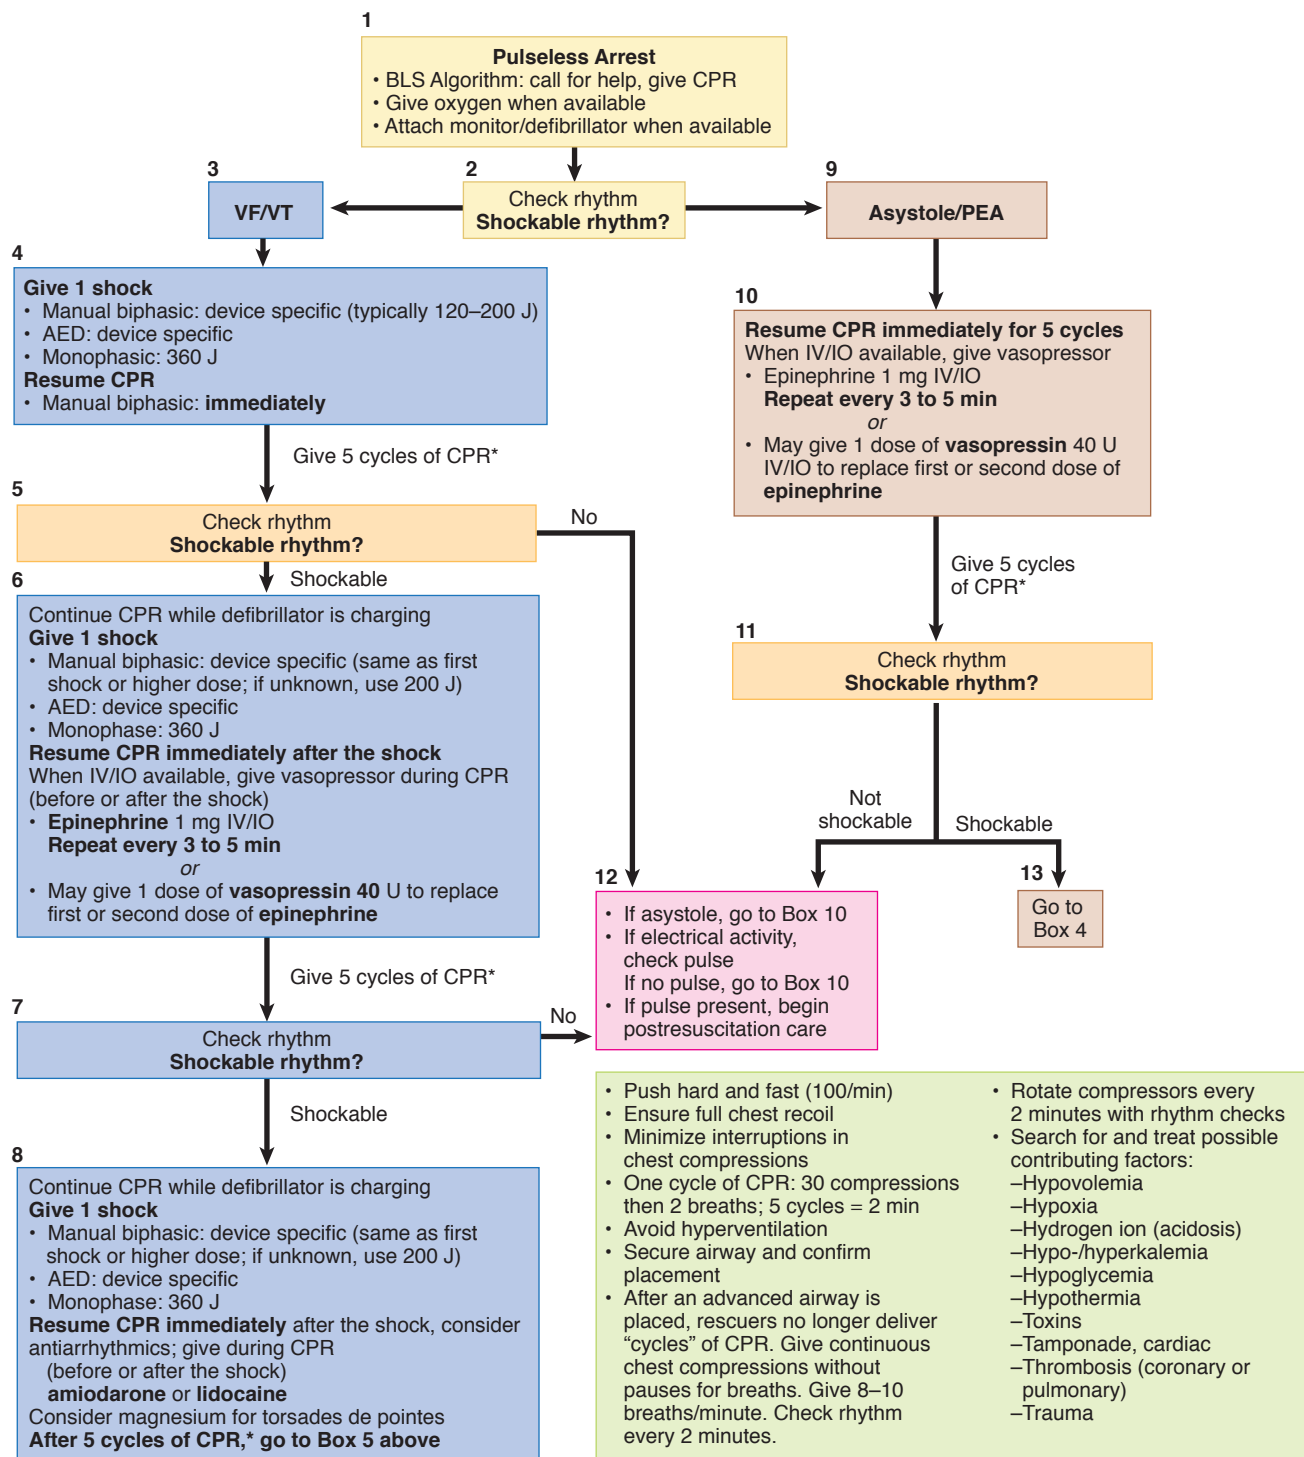 1
Pulseless Arrest
• BLS Algorithm: call for help, give CPR
• Give oxygen when available
• Attach monitor/defibrillator when available
2
Check rhythm
Shockable rhythm?
3
VF/VT
4
Give 1 shock
• Manual biphasic: device specific (typically 120–200 J)
• AED: device specific
• Monophasic: 360 J
Resume CPR
• Manual biphasic: immediately
Give 5 cycles of CPR*
5
Check rhythm
Shockable rhythm?
No
Shockable
6
Continue CPR while defibrillator is charging
Give 1 shock
• Manual biphasic: device specific (same as first
shock or higher dose; if unknown, use 200 J)
• AED: device specific
• Monophase: 360 J
Resume CPR immediately after the shock
When IV/IO available, give vasopressor during CPR
(before or after the shock)
• Epinephrine 1 mg IV/IO
Repeat every 3 to 5 min
or
• May give 1 dose of vasopressin 40 U to replace
first or second dose of epinephrine
Give 5 cycles of CPR*
7
Check rhythm
Shockable rhythm?
No
Shockable
8
Continue CPR while defibrillator is charging
Give 1 shock
• Manual biphasic: device specific (same as first
shock or higher dose; if unknown, use 200 J)
• AED: device specific
• Monophase: 360 J
Resume CPR immediately after the shock, consider
antiarrhythmics; give during CPR
(before or after the shock)
amiodarone or lidocaine
Consider magnesium for torsades de pointes
After 5 cycles of CPR,* go to Box 5 above
9
Asystole/PEA
10
Resume CPR immediately for 5 cycles
When IV/IO available, give vasopressor
• Epinephrine 1 mg IV/IO
Repeat every 3 to 5 min
or
• May give 1 dose of vasopressin 40 U
IV/IO to replace first or second dose of
epinephrine
Give 5 cycles
of CPR*
11
Check rhythm
Shockable rhythm?
Not
shockable
Shockable
12
• If asystole, go to Box 10
• If electrical activity,
check pulse
If no pulse, go to Box 10
• If pulse present, begin
postresuscitation care
13
Go to
Box 4
• Push hard and fast (100/min)
• Ensure full chest recoil
• Minimize interruptions in
chest compressions
• One cycle of CPR: 30 compressions
then 2 breaths; 5 cycles = 2 min
• Avoid hyperventilation
• Secure airway and confirm
placement
• After an advanced airway is
placed, rescuers no longer deliver
“cycles” of CPR. Give continuous
chest compressions without
pauses for breaths. Give 8–10
breaths/minute. Check rhythm
every 2 minutes.
• Rotate compressors every
2 minutes with rhythm checks
• Search for and treat possible
contributing factors:
–Hypovolemia
–Hypoxia
–Hydrogen ion (acidosis)
–Hypo-/hyperkalemia
–Hypoglycemia
–Hypothermia
–Toxins
–Tamponade, cardiac
–Thrombosis (coronary or
pulmonary)
–Trauma